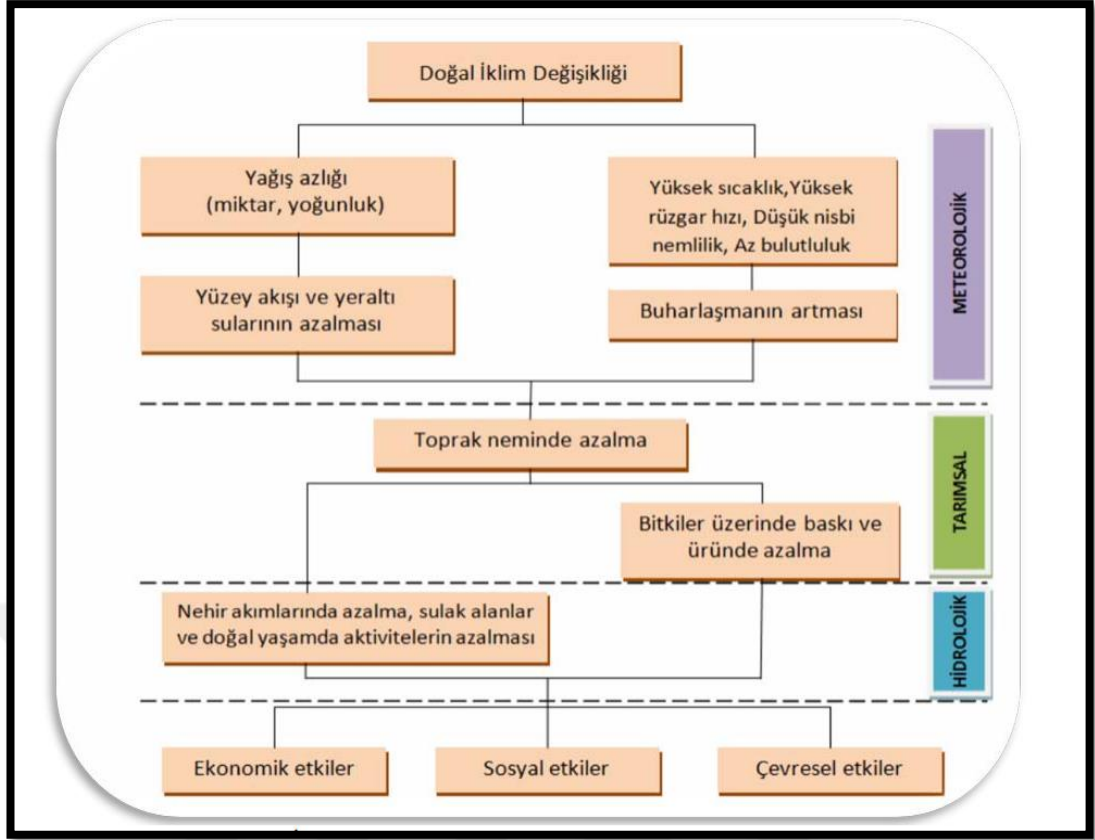 Doğal İklim Değişikliği
Yağış azlığı
(miktar, yoğunluk)
Yüksek sıcaklık,Yüksek
rüzgar hızı, Düşük nisbi
nemlilik, Az bulutluluk
Yüzey akışı ve yeraltı
sularının azalması
Buharlaşmanın artması
METEOROLOJİK
Toprak neminde azalma
Bitkiler üzerinde baskı ve
üründe azalma
TARIMSAL
Nehir akımlarında azalma, sulak alanlar
ve doğal yaşamda aktivitelerin azalması
HİDROLOJİK
Ekonomik etkiler
Sosyal etkiler
Çevresel etkiler